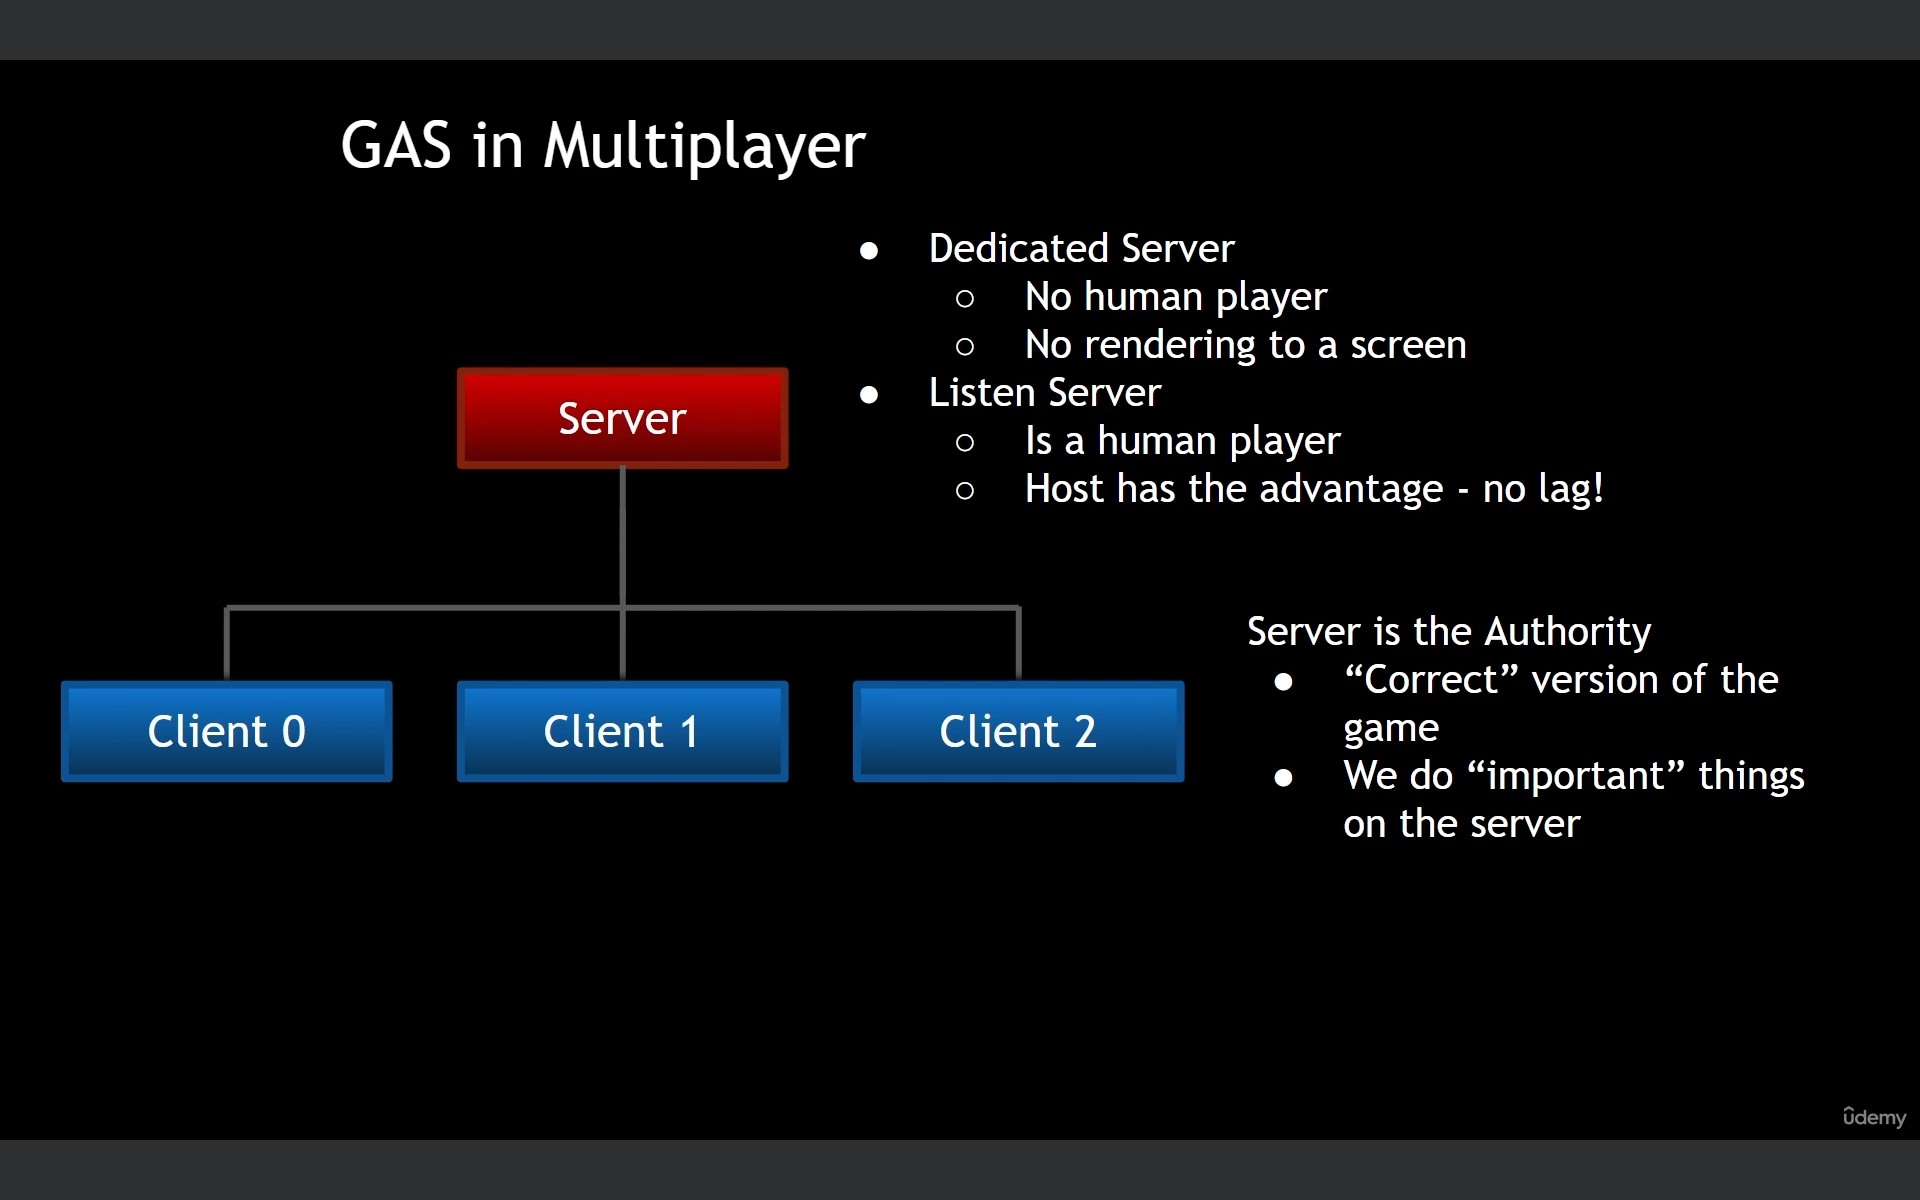 GAS in Multiplayer
● Dedicated Server
○ No human player
○ No rendering to a screen
● Listen Server
○ Is a human player
○ Host has the advantage - no lag!
Server
Client 0
Client 1
Client 2
Server is the Authority
● “Correct” version of the
game
● We do “important” things
on the server
ûdemy